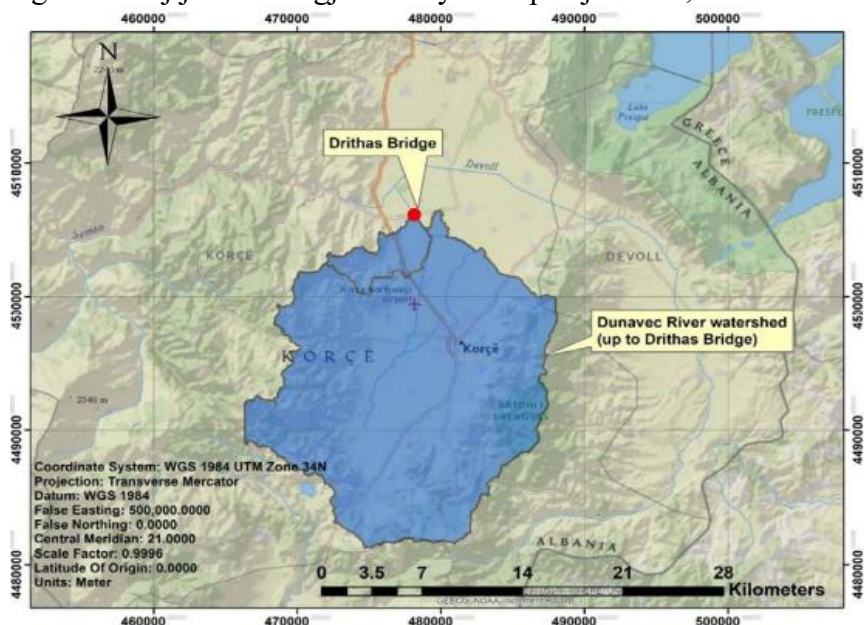 460000 470000 480000 490000 500000
N
Drithas Bridge
Devoll
Lake
Prespa
GREECE
ALBANIA
4510000
4510000
Seman
KORÇË
DEVOLL
4500000
4500000
Dunavec River watershed
(up to Drithas Bridge)
Korçë
KORÇË
4490000
4490000
Coordinate System: WGS 1984 UTM Zone 34N
Projection: Transverse Mercator
Datum: WGS 1984
False Easting: 500,000.0000
False Northing: 0.0000
Central Meridian: 21.0000
Scale Factor: 0.9996
Latitude Of Origin: 0.0000
Units: Meter
ALBANIA
4480000
4480000
0 3.5 7 14 21 28
Kilometers
460000 470000 480000 490000 500000